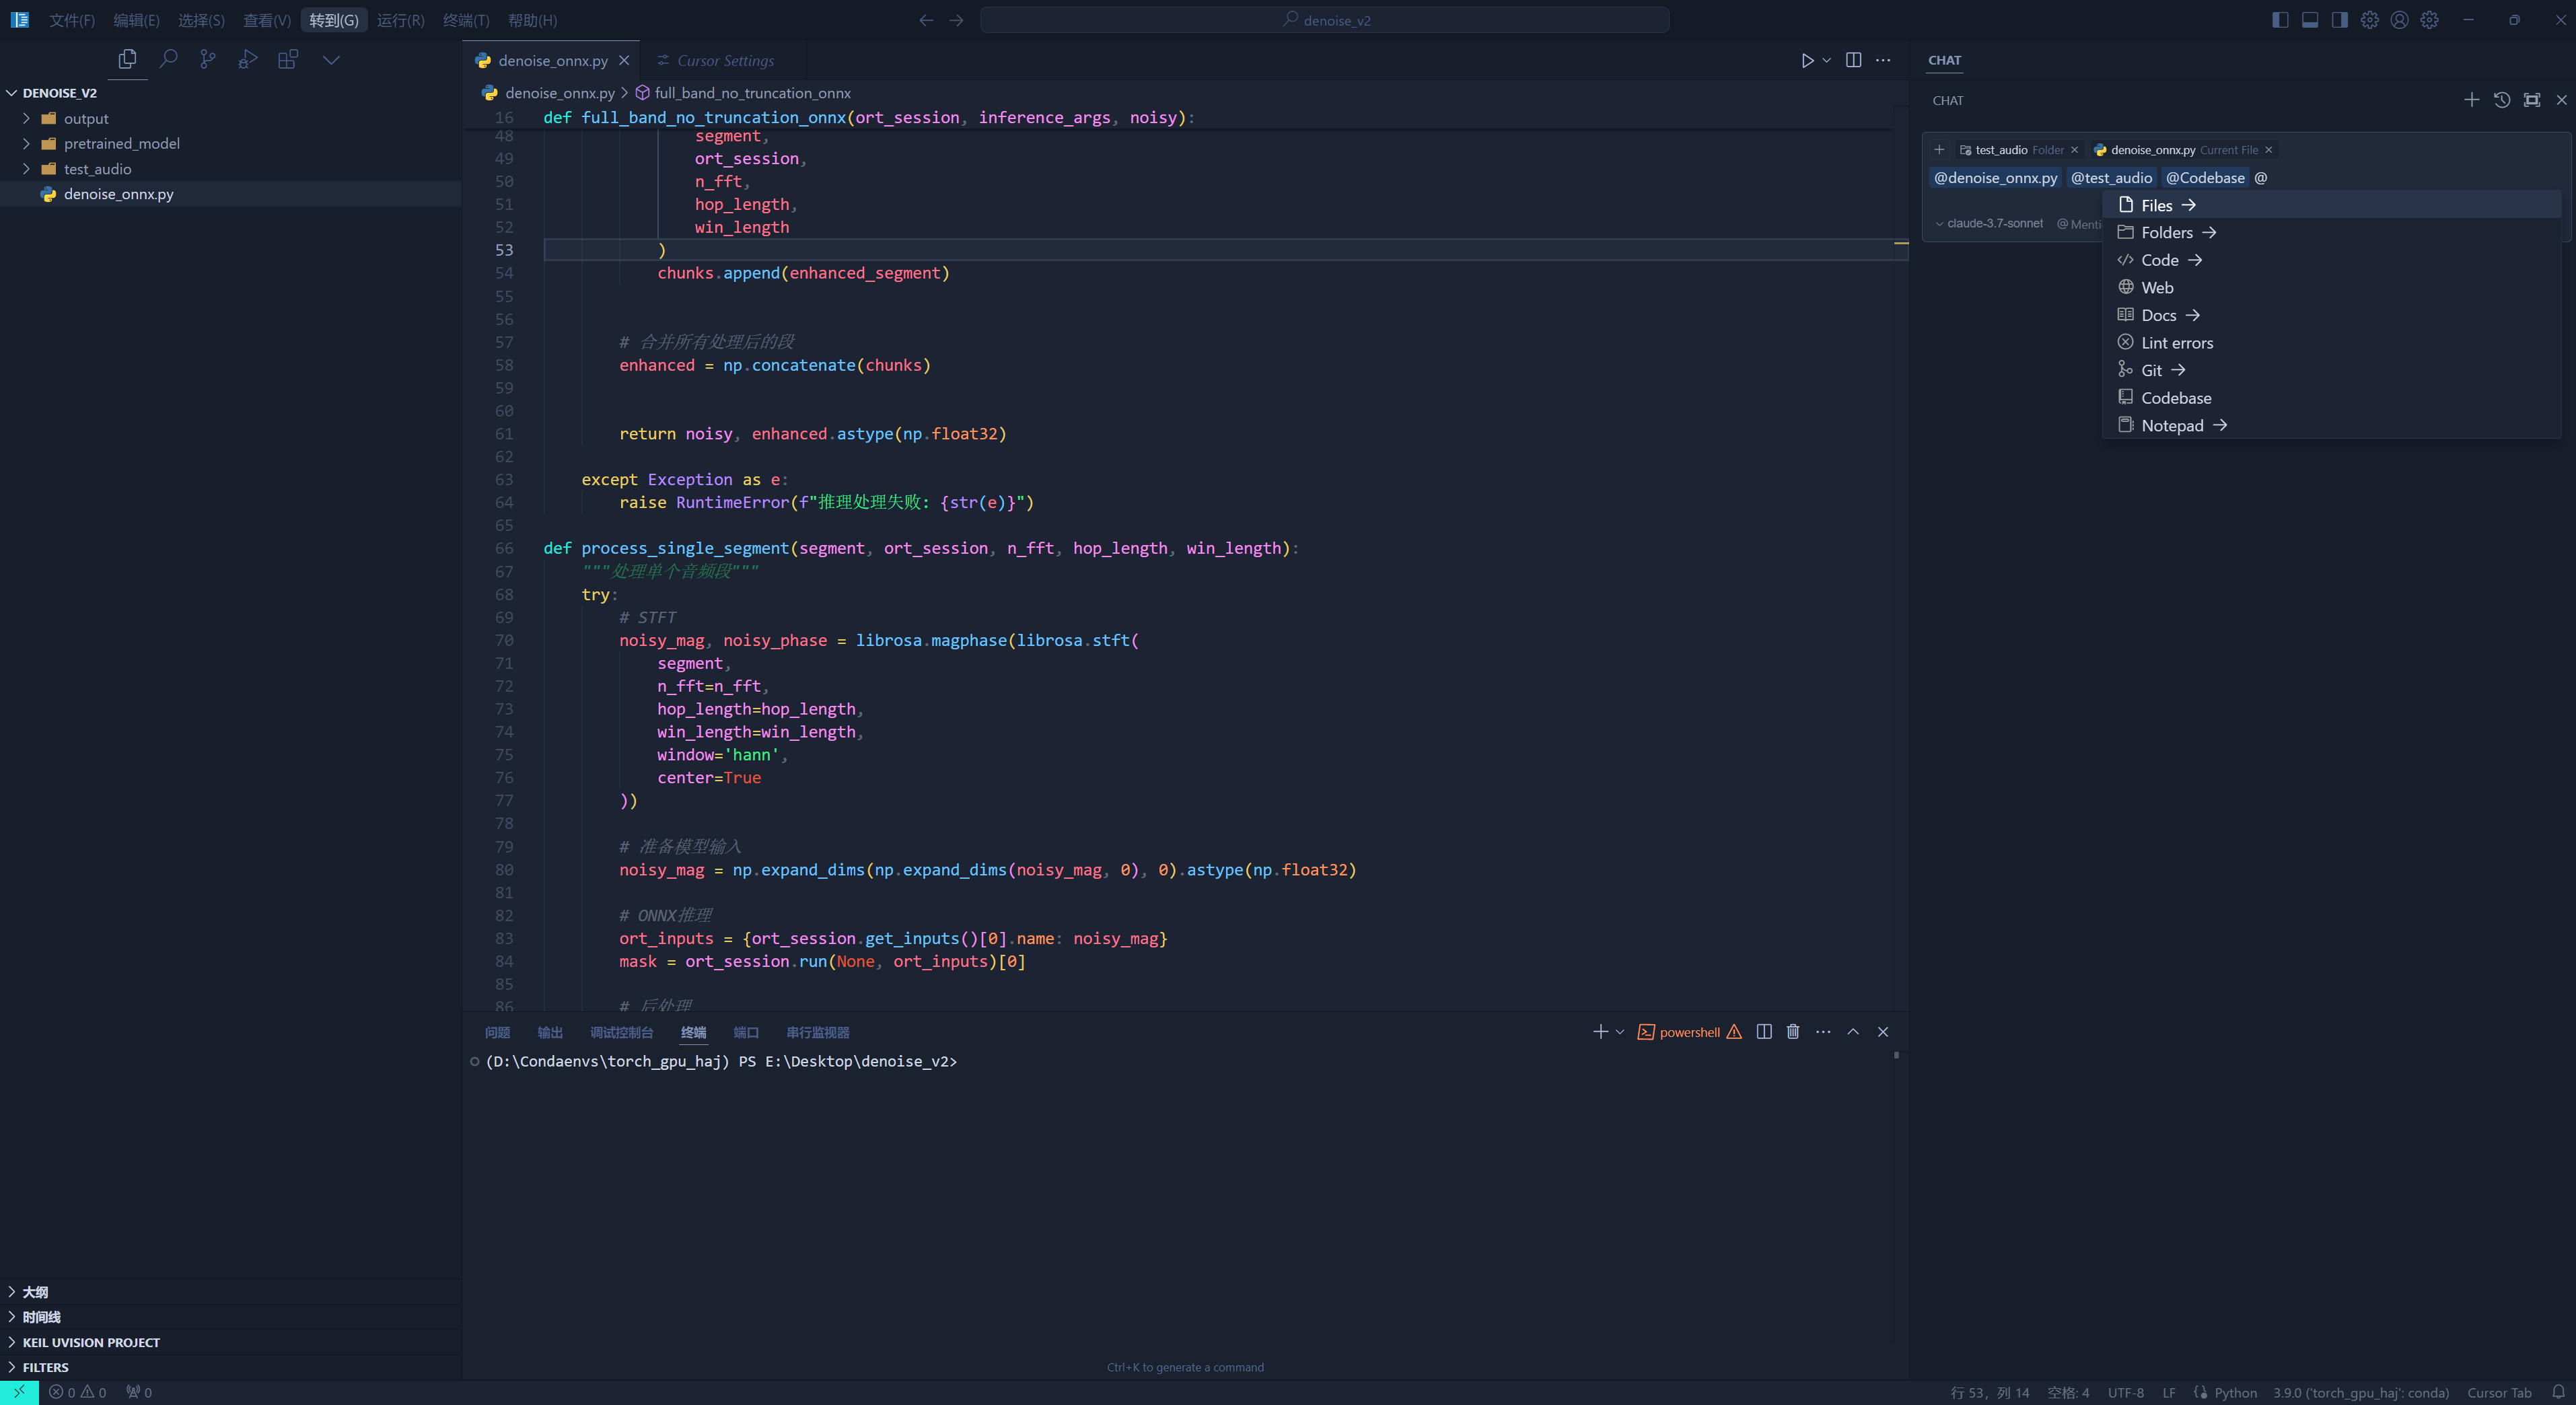 文件(F) 编辑(E) 选择(S) 查看(V) 转到(G) 运行(R) 终端(T) 帮助(H) denoise_v2
DENOISE_V2
output
pretrained_model
test_audio
denoise_onnx.py
大纲
时间线
KEIL UVISION PROJECT
FILTERS
denoise_onnx.py Cursor Settings
denoise_onnx.py > full_band_no_truncation_onnx
16 def full_band_no_truncation_onnx(ort_session, inference_args, noisy):
48 segment,
49 ort_session,
50 n_fft,
51 hop_length,
52 win_length
53 )
54 chunks.append(enhanced_segment)
55
56
57 # 合并所有处理后的段
58 enhanced = np.concatenate(chunks)
59
60
61 return noisy, enhanced.astype(np.float32)
62
63 except Exception as e:
64 raise RuntimeError(f"推理处理失败: {str(e)}")
65
66 def process_single_segment(segment, ort_session, n_fft, hop_length, win_length):
67 """处理单个音频段"""
68 try:
69 # STFT
70 noisy_mag, noisy_phase = librosa.magphase(librosa.stft(
71 segment,
72 n_fft=n_fft,
73 hop_length=hop_length,
74 win_length=win_length,
75 window='hann',
76 center=True
77 ))
78
79 # 准备模型输入
80 noisy_mag = np.expand_dims(np.expand_dims(noisy_mag, 0), 0).astype(np.float32)
81
82 # ONNX推理
83 ort_inputs = {ort_session.get_inputs()[0].name: noisy_mag}
84 mask = ort_session.run(None, ort_inputs)[0]
85
86 # 后处理
问题 输出 调试控制台 终端 端口 串行监视器 powershell
(D:\Condaenvs\torch_gpu_haj) PS E:\Desktop\denoise_v2>
Ctrl+K to generate a command
CHAT
CHAT
test_audio Folder denoise_onnx.py Current File
@denoise_onnx.py @test_audio @Codebase @
claude-3.7-sonnet @ Menti
Files →
Folders →
Code →
Web
Docs →
Lint errors
Git →
Codebase
Notepad →
0 0 0 行 53，列 14 空格: 4 UTF-8 LF Python 3.9.0 ('torch_gpu_haj': conda) Cursor Tab